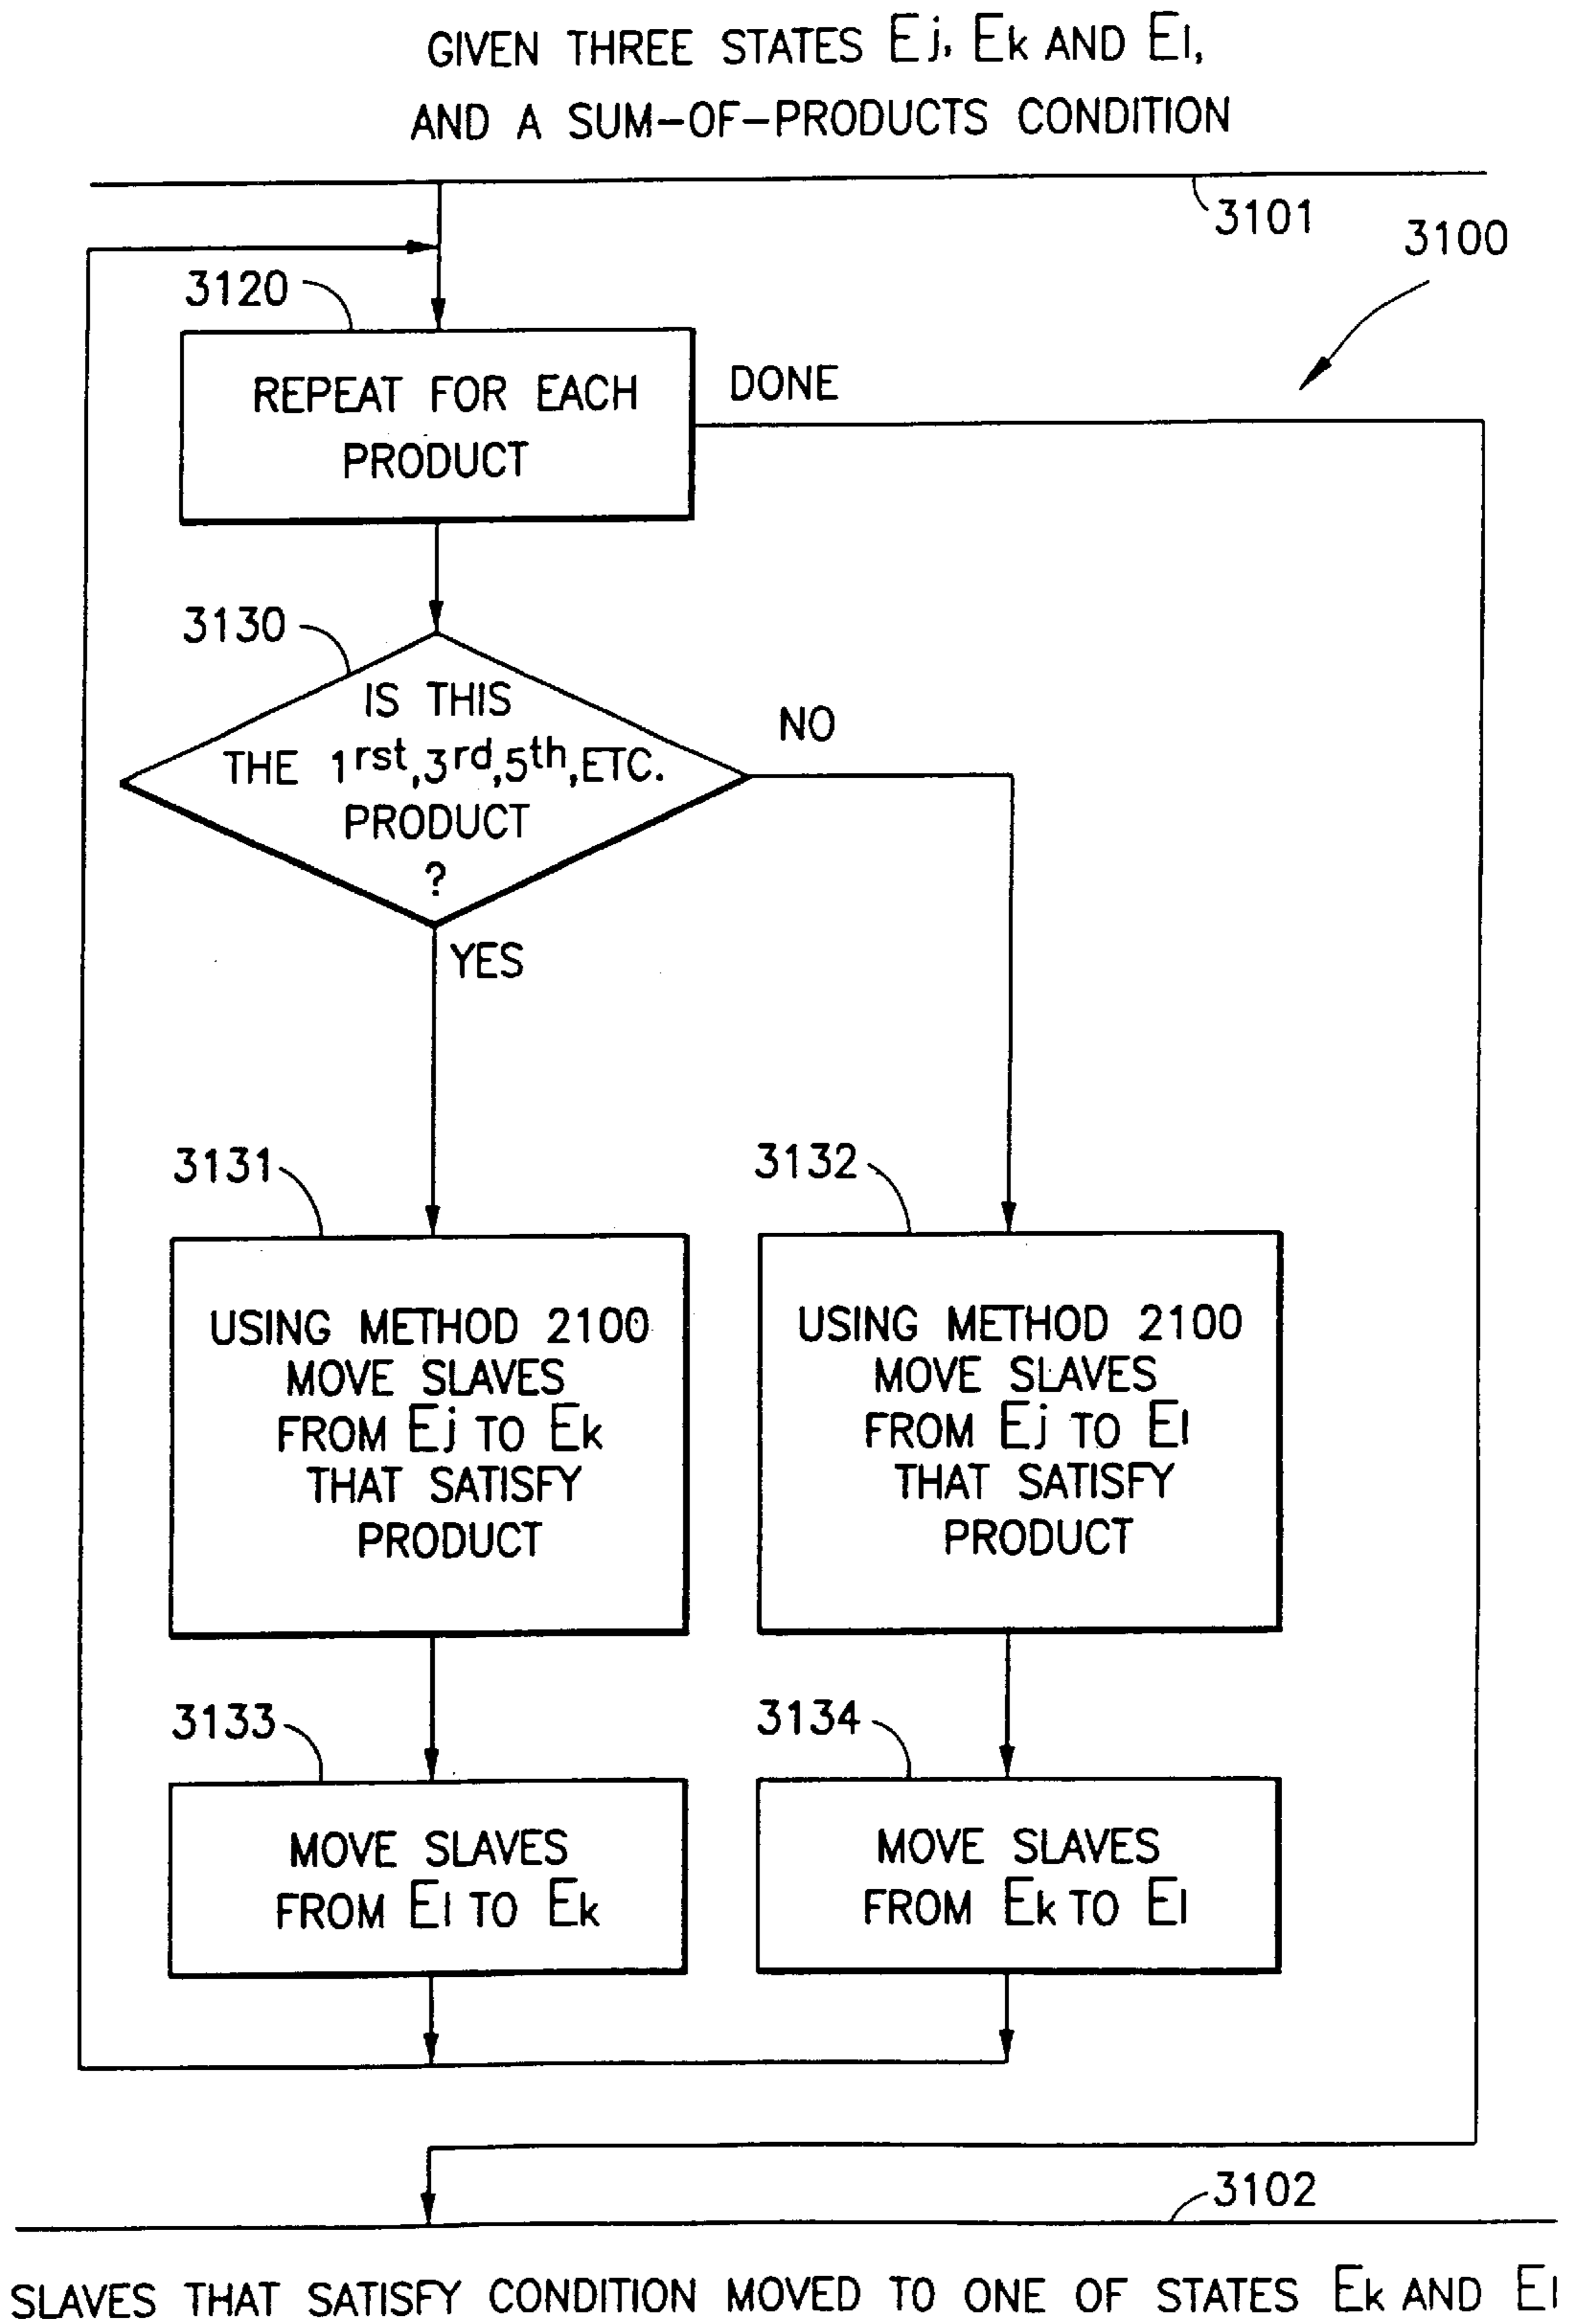 GIVEN THREE STATES Ej, Ek AND El,
AND A SUM-OF-PRODUCTS CONDITION
3101
3100
3120
REPEAT FOR EACH
PRODUCT
DONE
3130
IS THIS
THE 1rst,3rd,5th,ETC.
PRODUCT
?
NO
YES
3131
USING METHOD 2100
MOVE SLAVES
FROM Ej TO Ek
THAT SATISFY
PRODUCT
3132
USING METHOD 2100
MOVE SLAVES
FROM Ej TO El
THAT SATISFY
PRODUCT
3133
MOVE SLAVES
FROM El TO Ek
3134
MOVE SLAVES
FROM Ek TO El
3102
SLAVES THAT SATISFY CONDITION MOVED TO ONE OF STATES Ek AND El